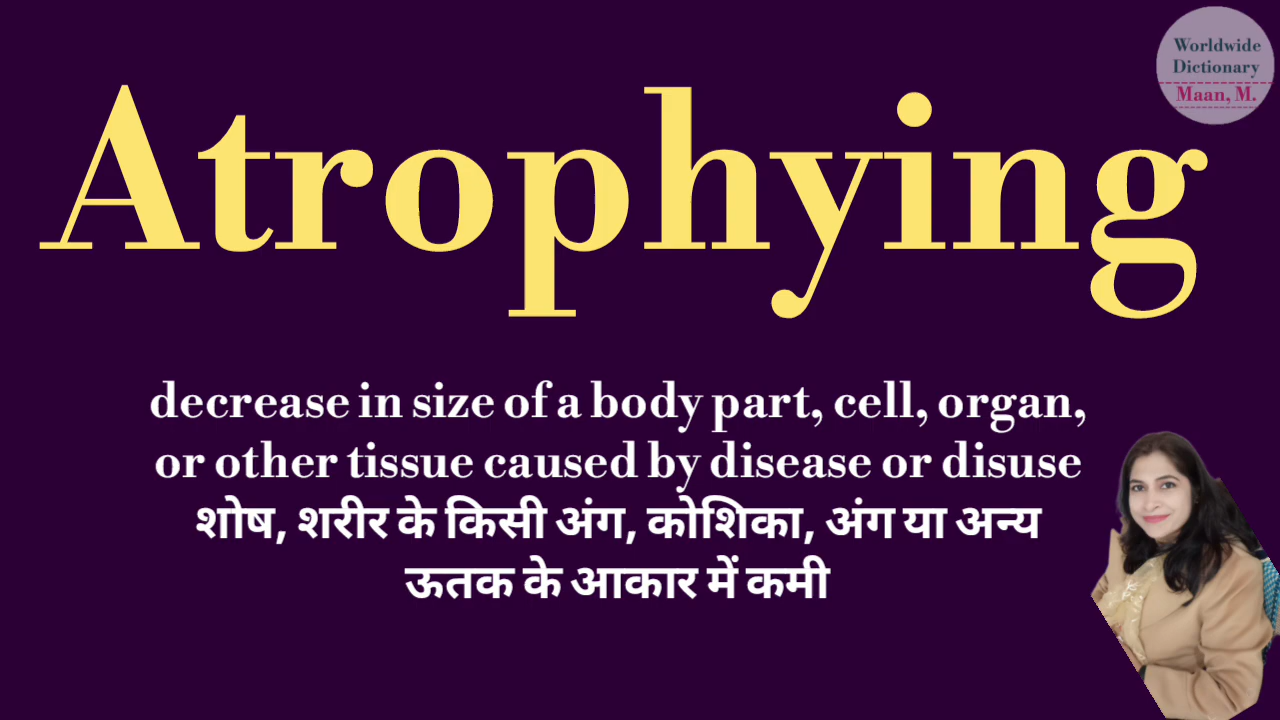 Worldwide
Dictionary
Maan, M.
Atrophying
decrease in size of a body part, cell, organ,
or other tissue caused by disease or disuse
शोष, शरीर के किसी अंग, कोशिका, अंग या अन्य
ऊतक के आकार में कमी